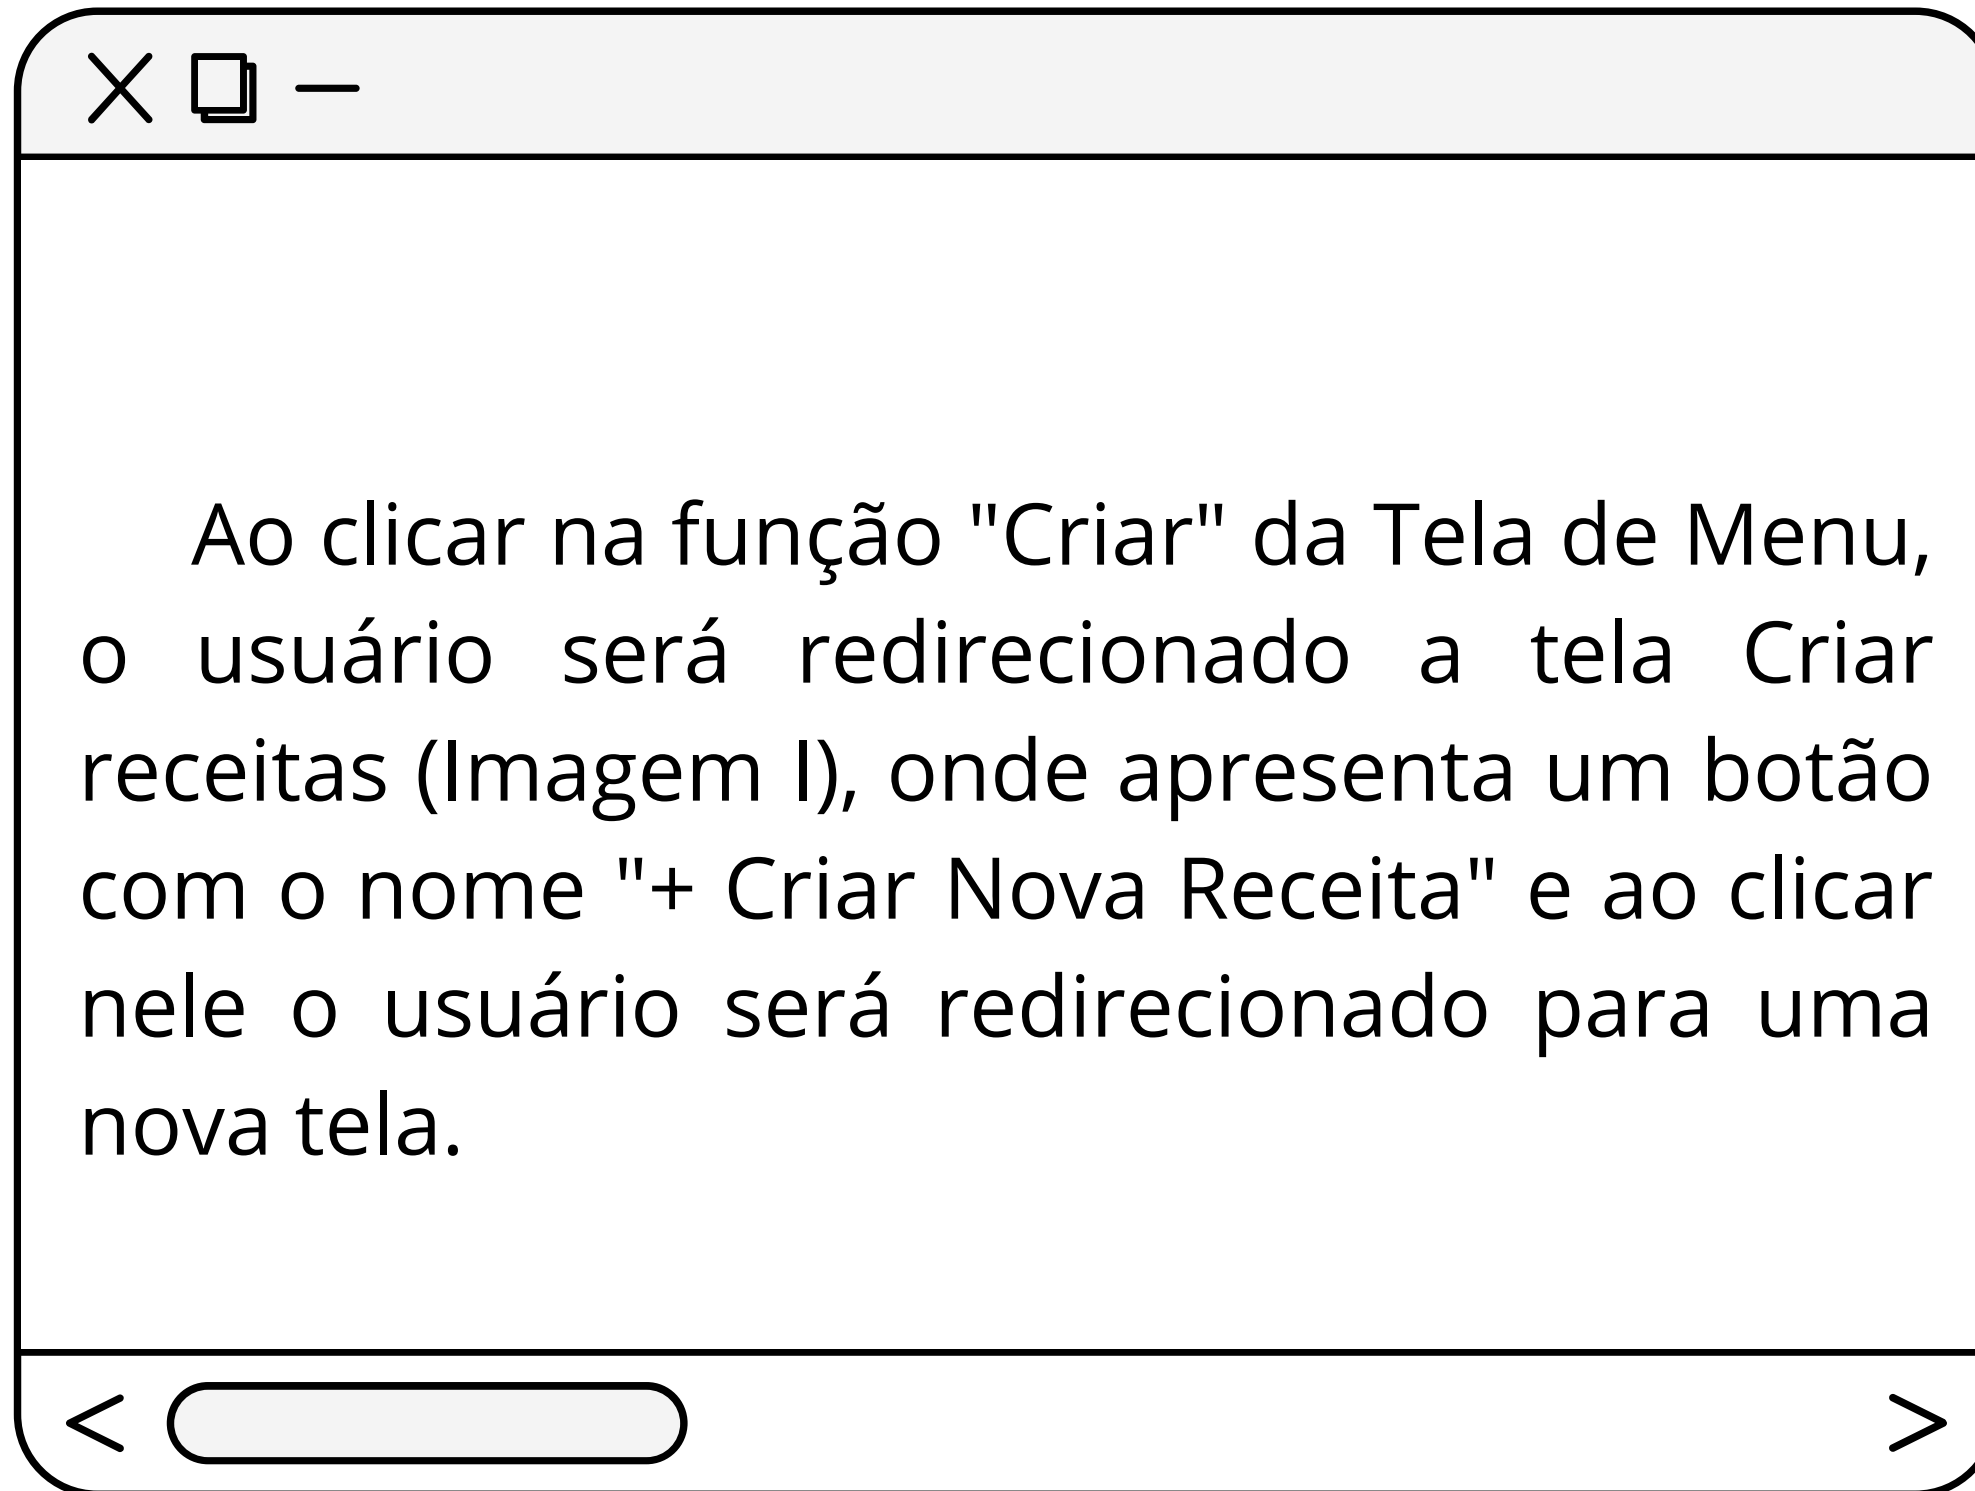 Ao clicar na função "Criar" da Tela de Menu,
o usuário será redirecionado a tela Criar
receitas (Imagem I), onde apresenta um botão
com o nome "+ Criar Nova Receita" e ao clicar
nele o usuário será redirecionado para uma
nova tela.